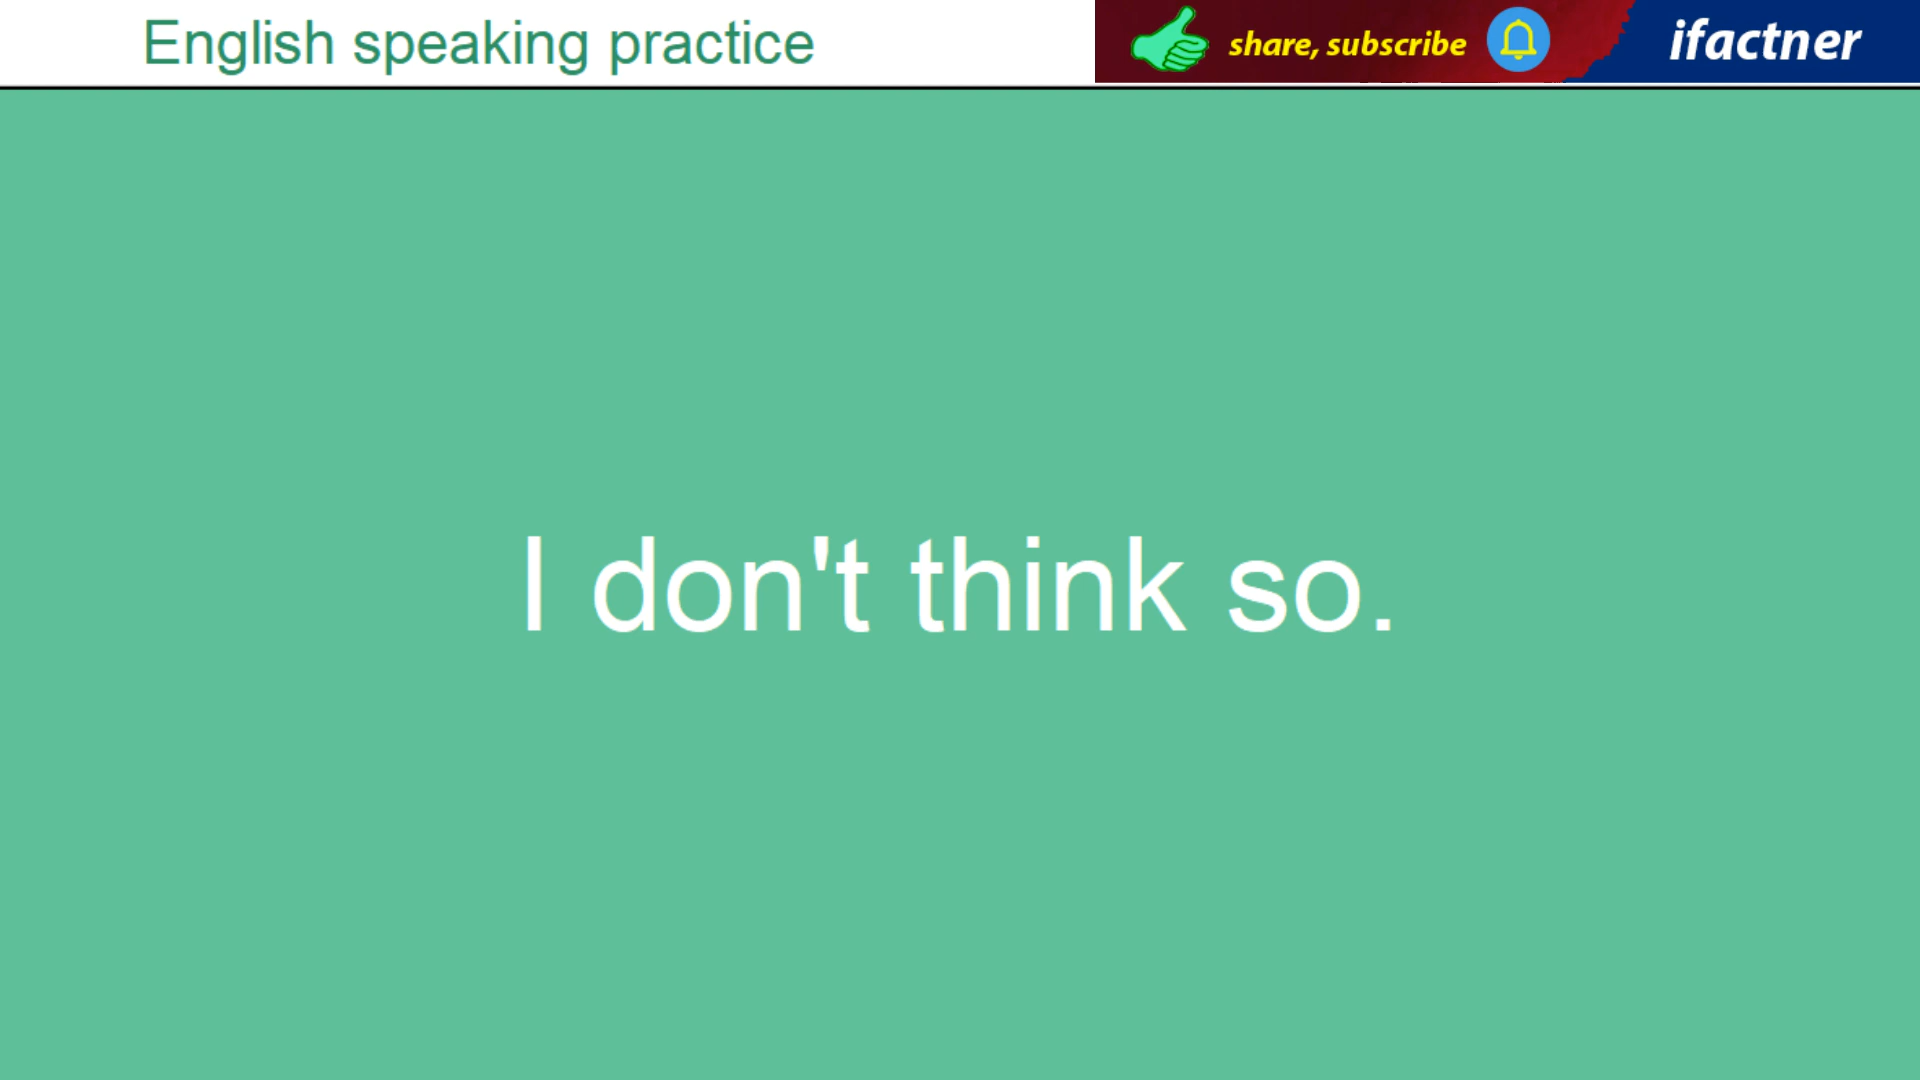 English speaking practice
share, subscribe
ifactner
I don't think so.